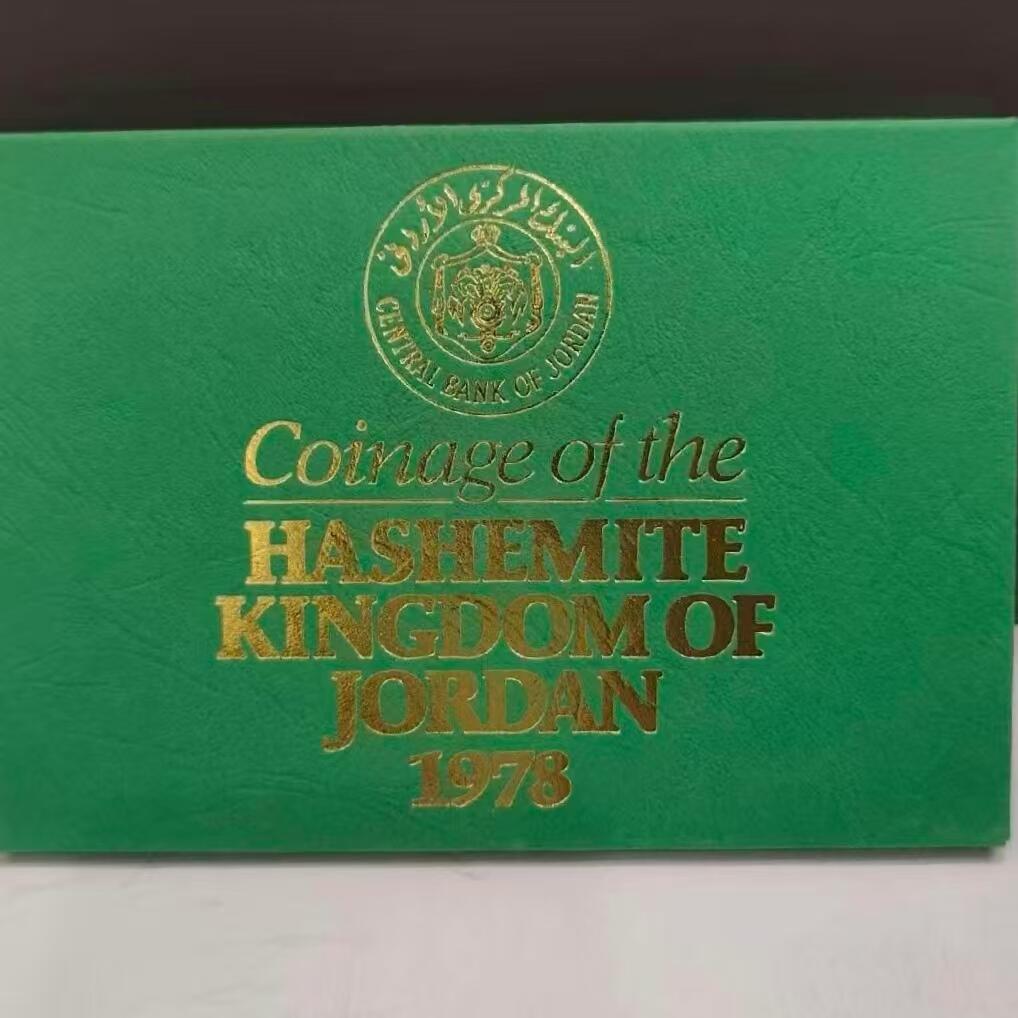 البنك المركزي الأردني
CENTRAL BANK OF JORDAN
Coinage of the
HASHEMITE
KINGDOM OF
JORDAN
1978